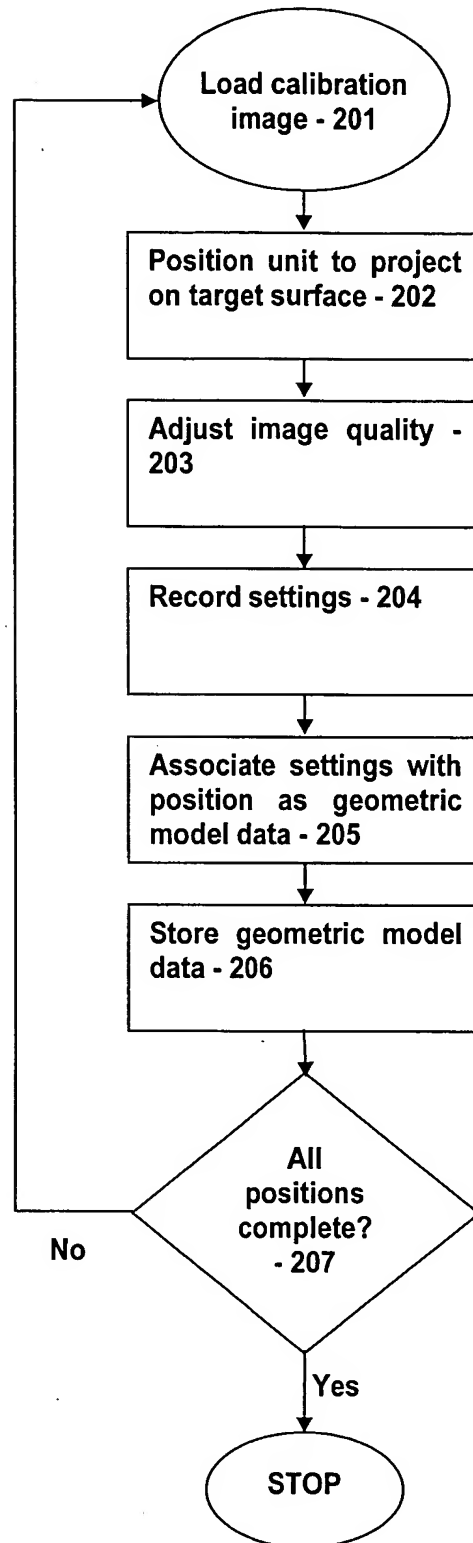 Load calibration
image - 201
Position unit to project
on target surface - 202
Adjust image quality -
203
Record settings - 204
Associate settings with
position as geometric
model data - 205
Store geometric model
data - 206
All
positions
complete?
- 207
No
Yes
STOP